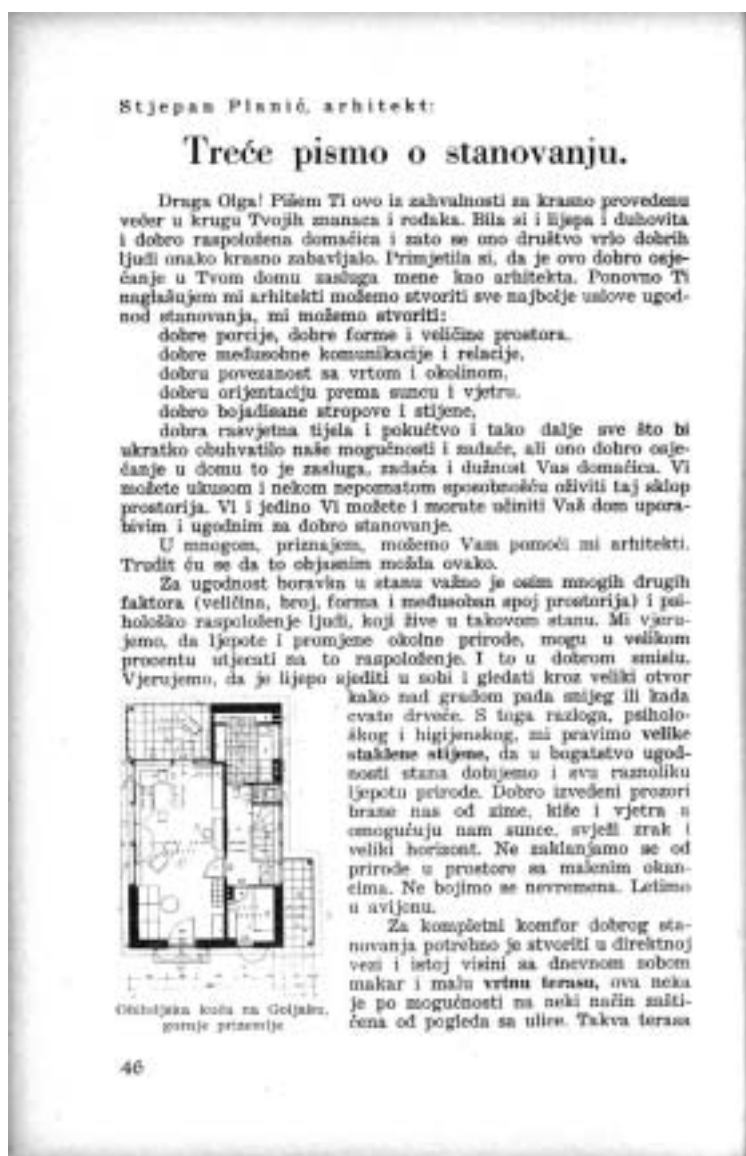 Stjepan Planić, arhitekt:
Treće pismo o stanovanju.
Draga Olga! Pišem Ti ovo iz zahvalnosti za krasno provedenu
večer u krugu Tvojih znanaca i rođaka. Bila si i lijepa i duhovita
i dobro raspoložena domaćica i zato se ono društvo vrlo dobrih
ljudi onako krasno zabavljalo. Primjetila si, da je ovo dobro osje-
ćanje u Tvom domu zasluga mene kao arhitekta. Ponovno Ti
naglašujem mi arhitekti možemo stvoriti sve najbolje uslove ugod-
nod stanovanja, mi možemo stvoriti:
dobre porcije, dobre forme i veličine prostora,
dobre međusobne komunikacije i relacije,
dobru povezanost sa vrtom i okolinom,
dobru orijentaciju prema suncu i vjetru,
dobro bojadisane stropove i stijene,
dobra rasvjetna tijela i pokućtvo i tako dalje sve što bi
ukratko obuhvatilo naše mogućnosti i zadaće, ali ono dobro osje-
ćanje u domu to je zasluga, zadaća i dužnost Vas domaćica. Vi
možete ukusom i nekom nepoznatom sposobnošću oživiti taj sklop
prostorija. Vi i jedino Vi možete i morate učiniti Vaš dom upora-
bivim i ugodnim za dobro stanovanje.
U mnogom, priznajem, možemo Vam pomoći mi arhitekti.
Trudit ću se da to objasnim možda ovako.
Za ugodnost boravka u stanu važno je osim mnogih drugih
faktora (veličina, broj, forma i međusoban spoj prostorija) i psi-
hološko raspoloženje ljudi, koji žive u takovom stanu. Mi vjeru-
jemo, da ljepote i promjene okolne prirode, mogu u velikom
procentu utjecati na to raspoloženje. I to u dobrom smislu.
Vjerujemo, da je lijepo sjediti u sobi i gledati kroz veliki otvor
kako nad gradom pada snijeg ili kada
cvate drveće. S toga razloga, psiholo-
škog i higijenskog, mi pravimo velike
staklene stijene, da u bogatstvo ugod-
nosti stana dobijemo i svu raznoliku
ljepotu prirode. Dobro izvedeni prozori
brane nas od zime, kiše i vjetra a
omogućuju nam sunce, svježi zrak i
veliki horizont. Ne zaklanjamo se od
prirode u prostore sa malenim okan-
cima. Ne bojimo se nevremena. Letimo
u avijonu.
Za kompletni komfor dobrog sta-
novanja potrebno je stvoriti u direktnoj
vezi i istoj visini sa dnevnom sobom
makar i malu vrtnu terasu, ova neka
je po mogućnosti na neki način zašti-
ćena od pogleda sa ulice. Takva terasa
Obiteljska kuća na Goljaku,
gornje prizemlje
46